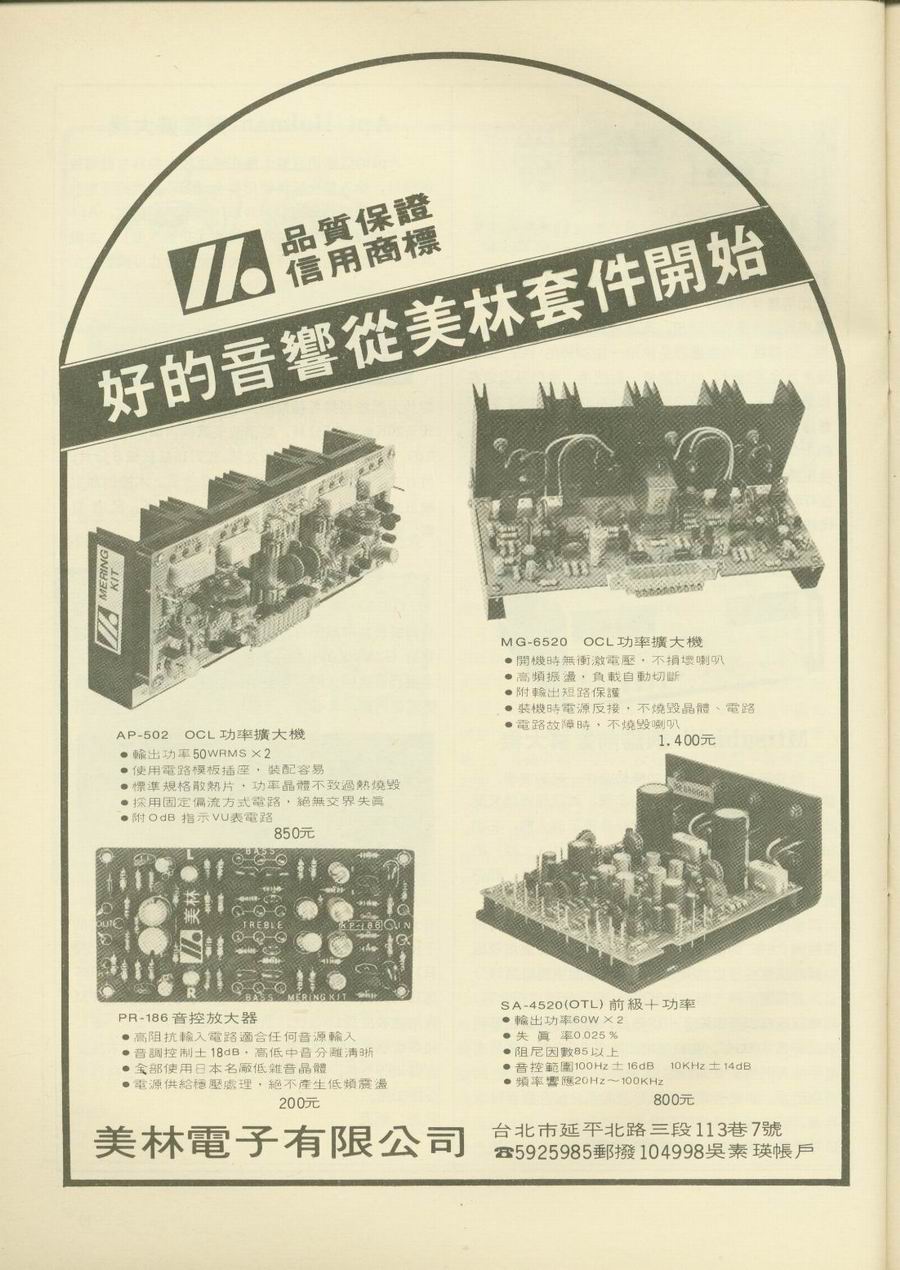 品質保證
信用商標
好的音響從美林套件開始
MERING
KIT
AP-502 OCL功率擴大機
●輸出功率50WRMS×2
●使用電路模板插座，裝配容易
●標準規格散熱片，功率晶體不致過熱燒毀
●採用固定偏流方式電路，絕無交界失眞
●附0dB 指示VU表電路
850元
MG-6520 OCL功率擴大機
●開機時無衝激電壓，不損壞喇叭
●高頻振盪，負載自動切斷
●附輸出短路保護
●裝機時電源反接，不燒毀晶體、電路
●電路故障時，不燒毀喇叭
1.400元
L
BASS
美林
OUT
TREBLE
KP-186
IN
R
BASS MERING KIT
PR-186音控放大器
●高阻抗輸入電路適合任何音源輸入
●音調控制±18dB，高低中音分離清晰
●全部使用日本名廠低雜音晶體
●電源供給穩壓處理，絕不產生低頻震盪
200元
SA-4520(OTL) 前級＋功率
●輸出功率60W×2
●失眞率0.025%
●阻尼因數85以上
●音控範圍100Hz±16dB 10KHz±14dB
●頻率響應20Hz～100KHz
800元
美林電子有限公司
台北市延平北路三段113巷7號
☎5925985郵撥104998吳素瑛帳戶